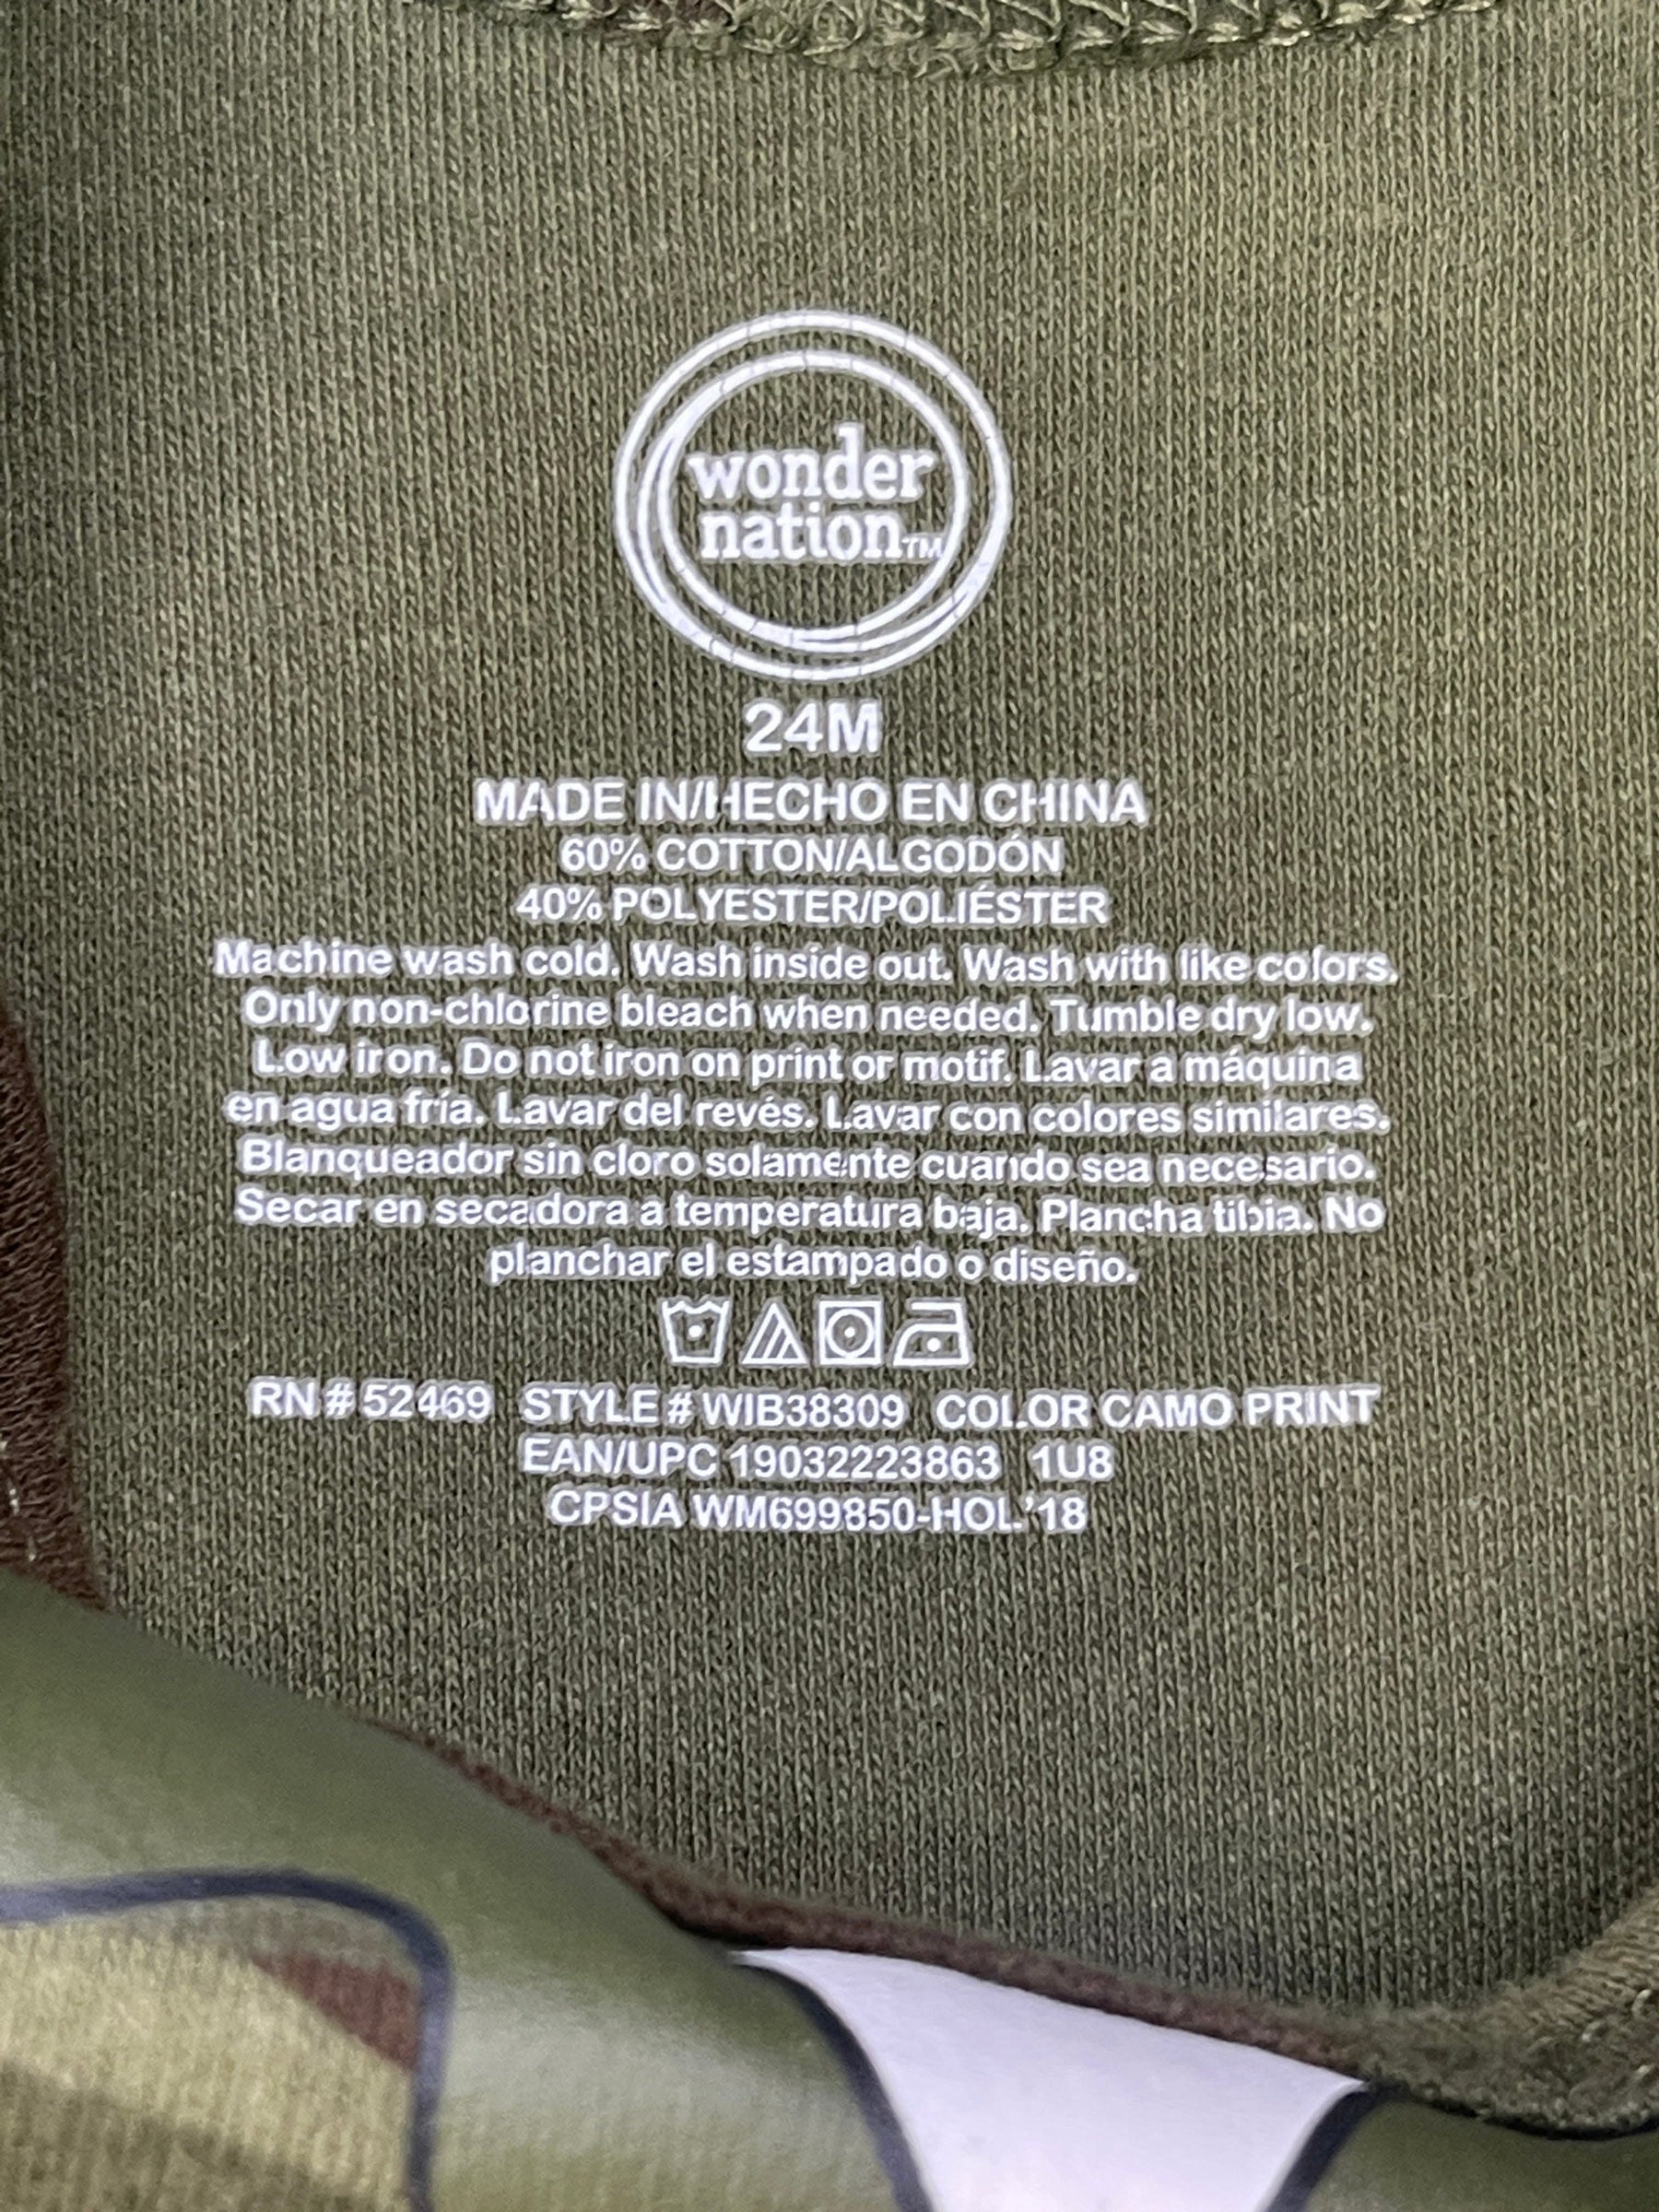 wonder
nation™
24M
MADE IN/HECHO EN CHINA
60% COTTON/ALGODÓN
40% POLYESTER/POLIÉSTER
Machine wash cold. Wash inside out. Wash with like colors.
Only non-chlorine bleach when needed. Tumble dry low.
Low iron. Do not iron on print or motif. Lavar a máquina
en agua fría. Lavar del revés. Lavar con colores similares.
Blanqueador sin cloro solamente cuando sea necesario.
Secar en secadora a temperatura baja. Plancha tibia. No
planchar el estampado o diseño.
RN # 52469 STYLE # WIB38309 COLOR CAMO PRINT
EAN/UPC 19032223863 1U8
CPSIA WM699850-HOL'18